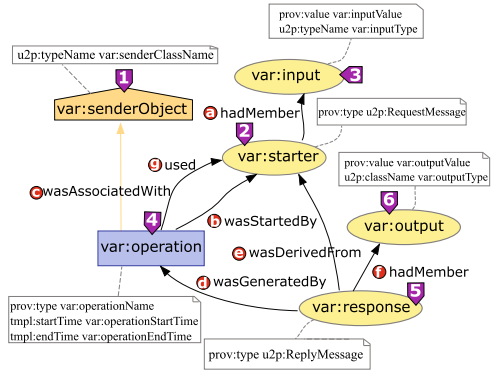 prov:value var:inputValue
u2p:typeName var:inputType
u2p:typeName var:senderClassName
1
var:input
3
var:senderObject
a hadMember
prov:type u2p:RequestMessage
2
var:starter
prov:value var:outputValue
u2p:className var:outputType
g used
c wasAssociatedWith
6
4
b wasStartedBy
var:output
var:operation
e wasDerivedFrom
f hadMember
d wasGeneratedBy
5
prov:type var:operationName
tmpl:startTime var:operationStartTime
tmpl:endTime var:operationEndTime
var:response
prov:type u2p:ReplyMessage